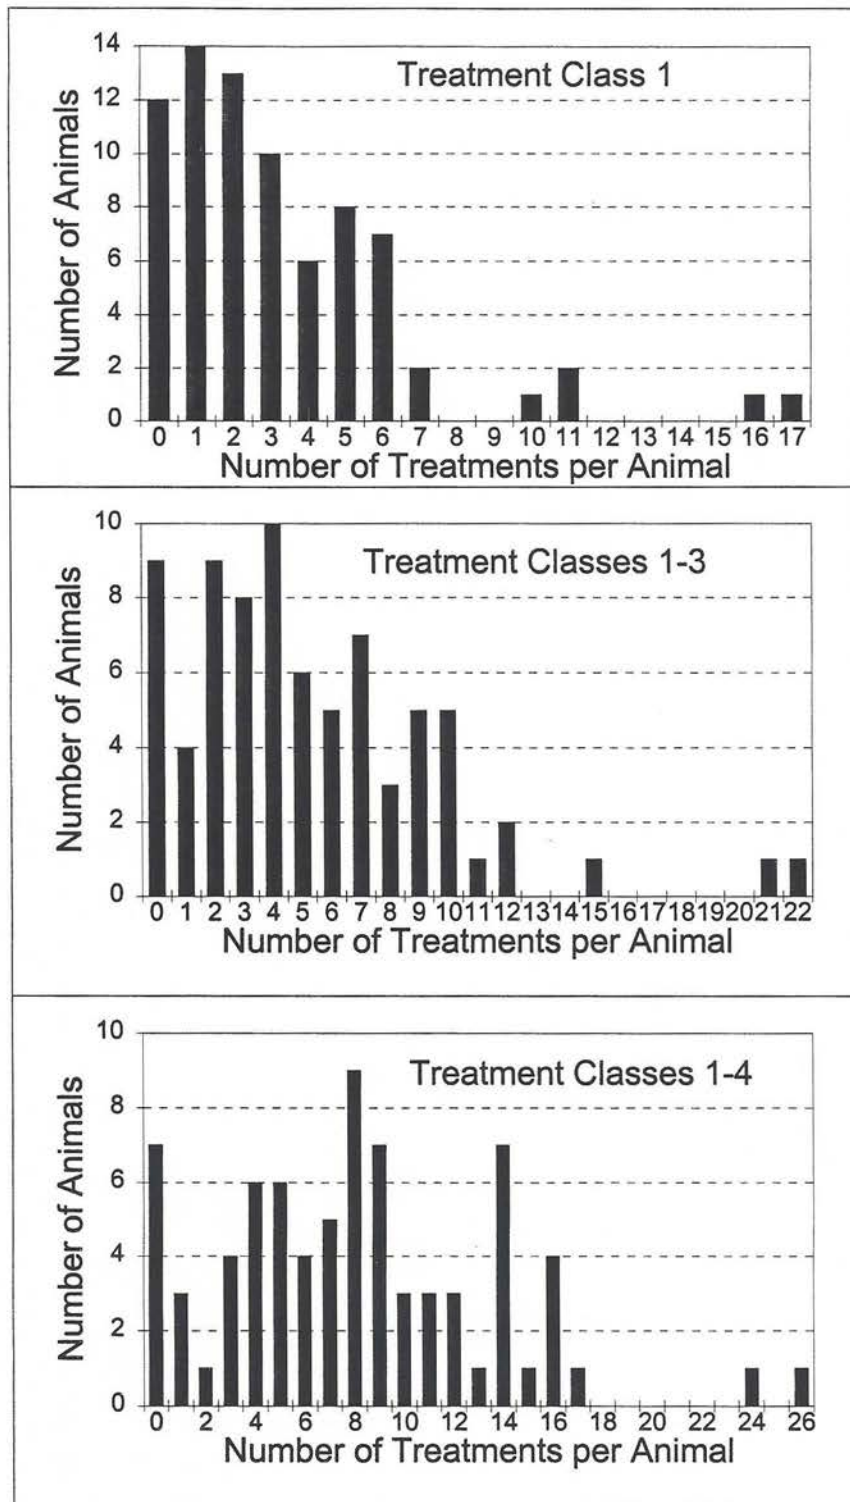 Treatment Class 1
Number of Animals
14
12
10
8
6
4
2
0
0 1 2 3 4 5 6 7 8 9 10 11 12 13 14 15 16 17
Number of Treatments per Animal
Treatment Classes 1-3
Number of Animals
10
8
6
4
2
0
0 1 2 3 4 5 6 7 8 9 10 11 12 13 14 15 16 17 18 19 20 21 22
Number of Treatments per Animal
Treatment Classes 1-4
Number of Animals
10
8
6
4
2
0
0 2 4 6 8 10 12 14 16 18 20 22 24 26
Number of Treatments per Animal